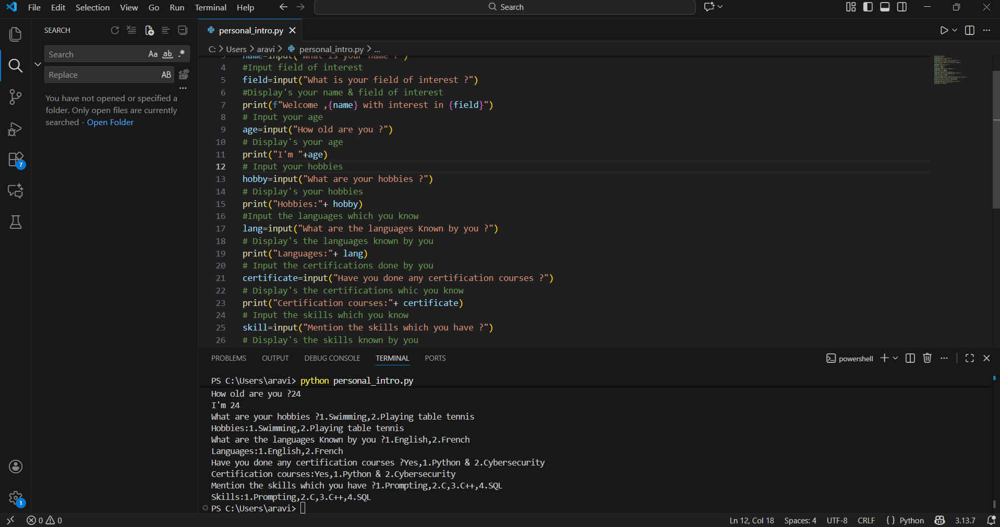 File Edit Selection View Go Run Terminal Help
Search
SEARCH
Search
Aa ab .*
Replace
AB
You have not opened or specified a
folder. Only open files are currently
searched - Open Folder
7
1
personal_intro.py
C: > Users > aravi > personal_intro.py > ...
3 name=input("What is your name ?")
4 #Input field of interest
5 field=input("What is your field of interest ?")
6 #Display's your name & field of interest
7 print(f"Welcome ,{name} with interest in {field}")
8 # Input your age
9 age=input("How old are you ?")
10 # Display's your age
11 print("I'm "+age)
12 # Input your hobbies
13 hobby=input("What are your hobbies ?")
14 # Display's your hobbies
15 print("Hobbies:"+ hobby)
16 #Input the languages which you know
17 lang=input("What are the languages Known by you ?")
18 # Display's the languages known by you
19 print("Languages:"+ lang)
20 # Input the certifications done by you
21 certificate=input("Have you done any certification courses ?")
22 # Display's the certifications whic you know
23 print("Certification courses:"+ certificate)
24 # Input the skills which you know
25 skill=input("Mention the skills which you have ?")
26 # Display's the skills known by you
PROBLEMS OUTPUT DEBUG CONSOLE TERMINAL PORTS
powershell
PS C:\Users\aravi> python personal_intro.py
How old are you ?24
I'm 24
What are your hobbies ?1.Swimming,2.Playing table tennis
Hobbies:1.Swimming,2.Playing table tennis
What are the languages Known by you ?1.English,2.French
Languages:1.English,2.French
Have you done any certification courses ?Yes,1.Python & 2.Cybersecurity
Certification courses:Yes,1.Python & 2.Cybersecurity
Mention the skills which you have ?1.Prompting,2.C,3.C++,4.SQL
Skills:1.Prompting,2.C,3.C++,4.SQL
PS C:\Users\aravi>
0 0
Ln 12, Col 18 Spaces: 4 UTF-8 CRLF {} Python 3.13.7